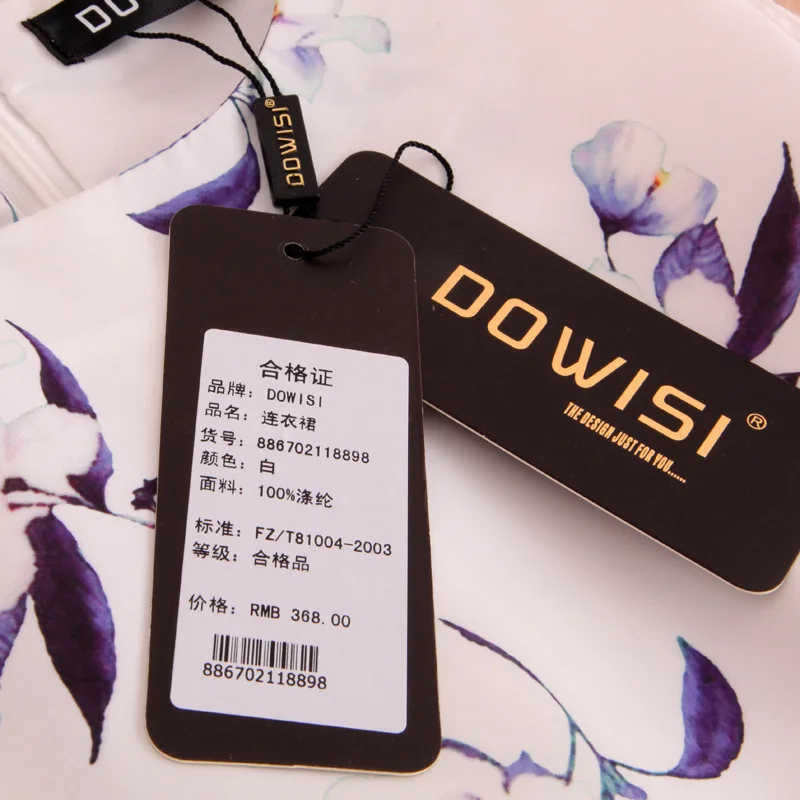 DO
DOWISI®
DOWISI®
THE DESIGN JUST FOR YOU......
合格证
品牌: DOWISI
品名: 连衣裙
货号: 886702118898
颜色: 白
面料: 100%涤纶
标准: FZ/T81004-2003
等级: 合格品
价格: RMB 368.00
886702118898